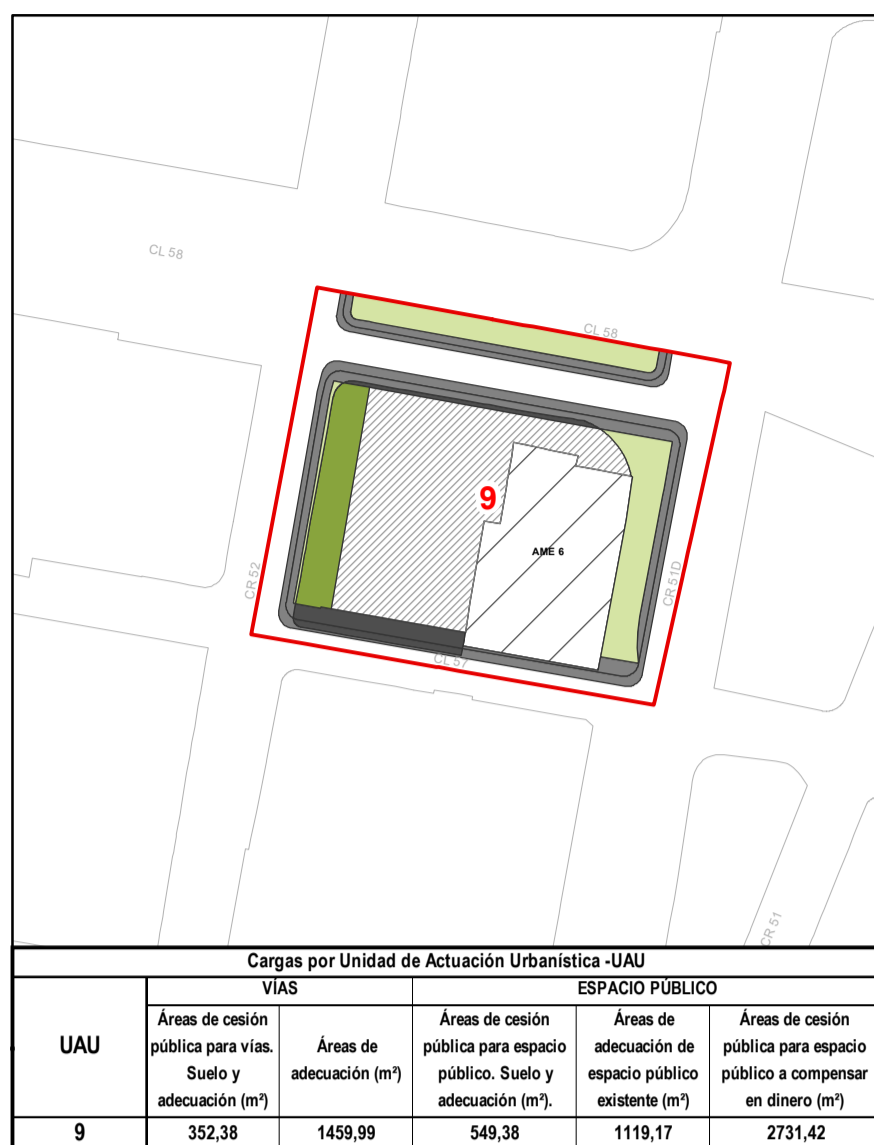 CL 58
CL 58
9
AME 6
CR 52
CR 51D
CL 57
CR 51
Cargas por Unidad de Actuación Urbanística -UAU
UAU
VÍAS
ESPACIO PÚBLICO
Áreas de cesión
pública para vías.
Suelo y
adecuación (m²)
Áreas de
adecuación (m²)
Áreas de cesión
pública para espacio
público. Suelo y
adecuación (m²).
Áreas de
adecuación de
espacio público
existente (m²)
Áreas de cesión
pública para espacio
público a compensar
en dinero (m²)
9 352,38 1459,99 549,38 1119,17 2731,42